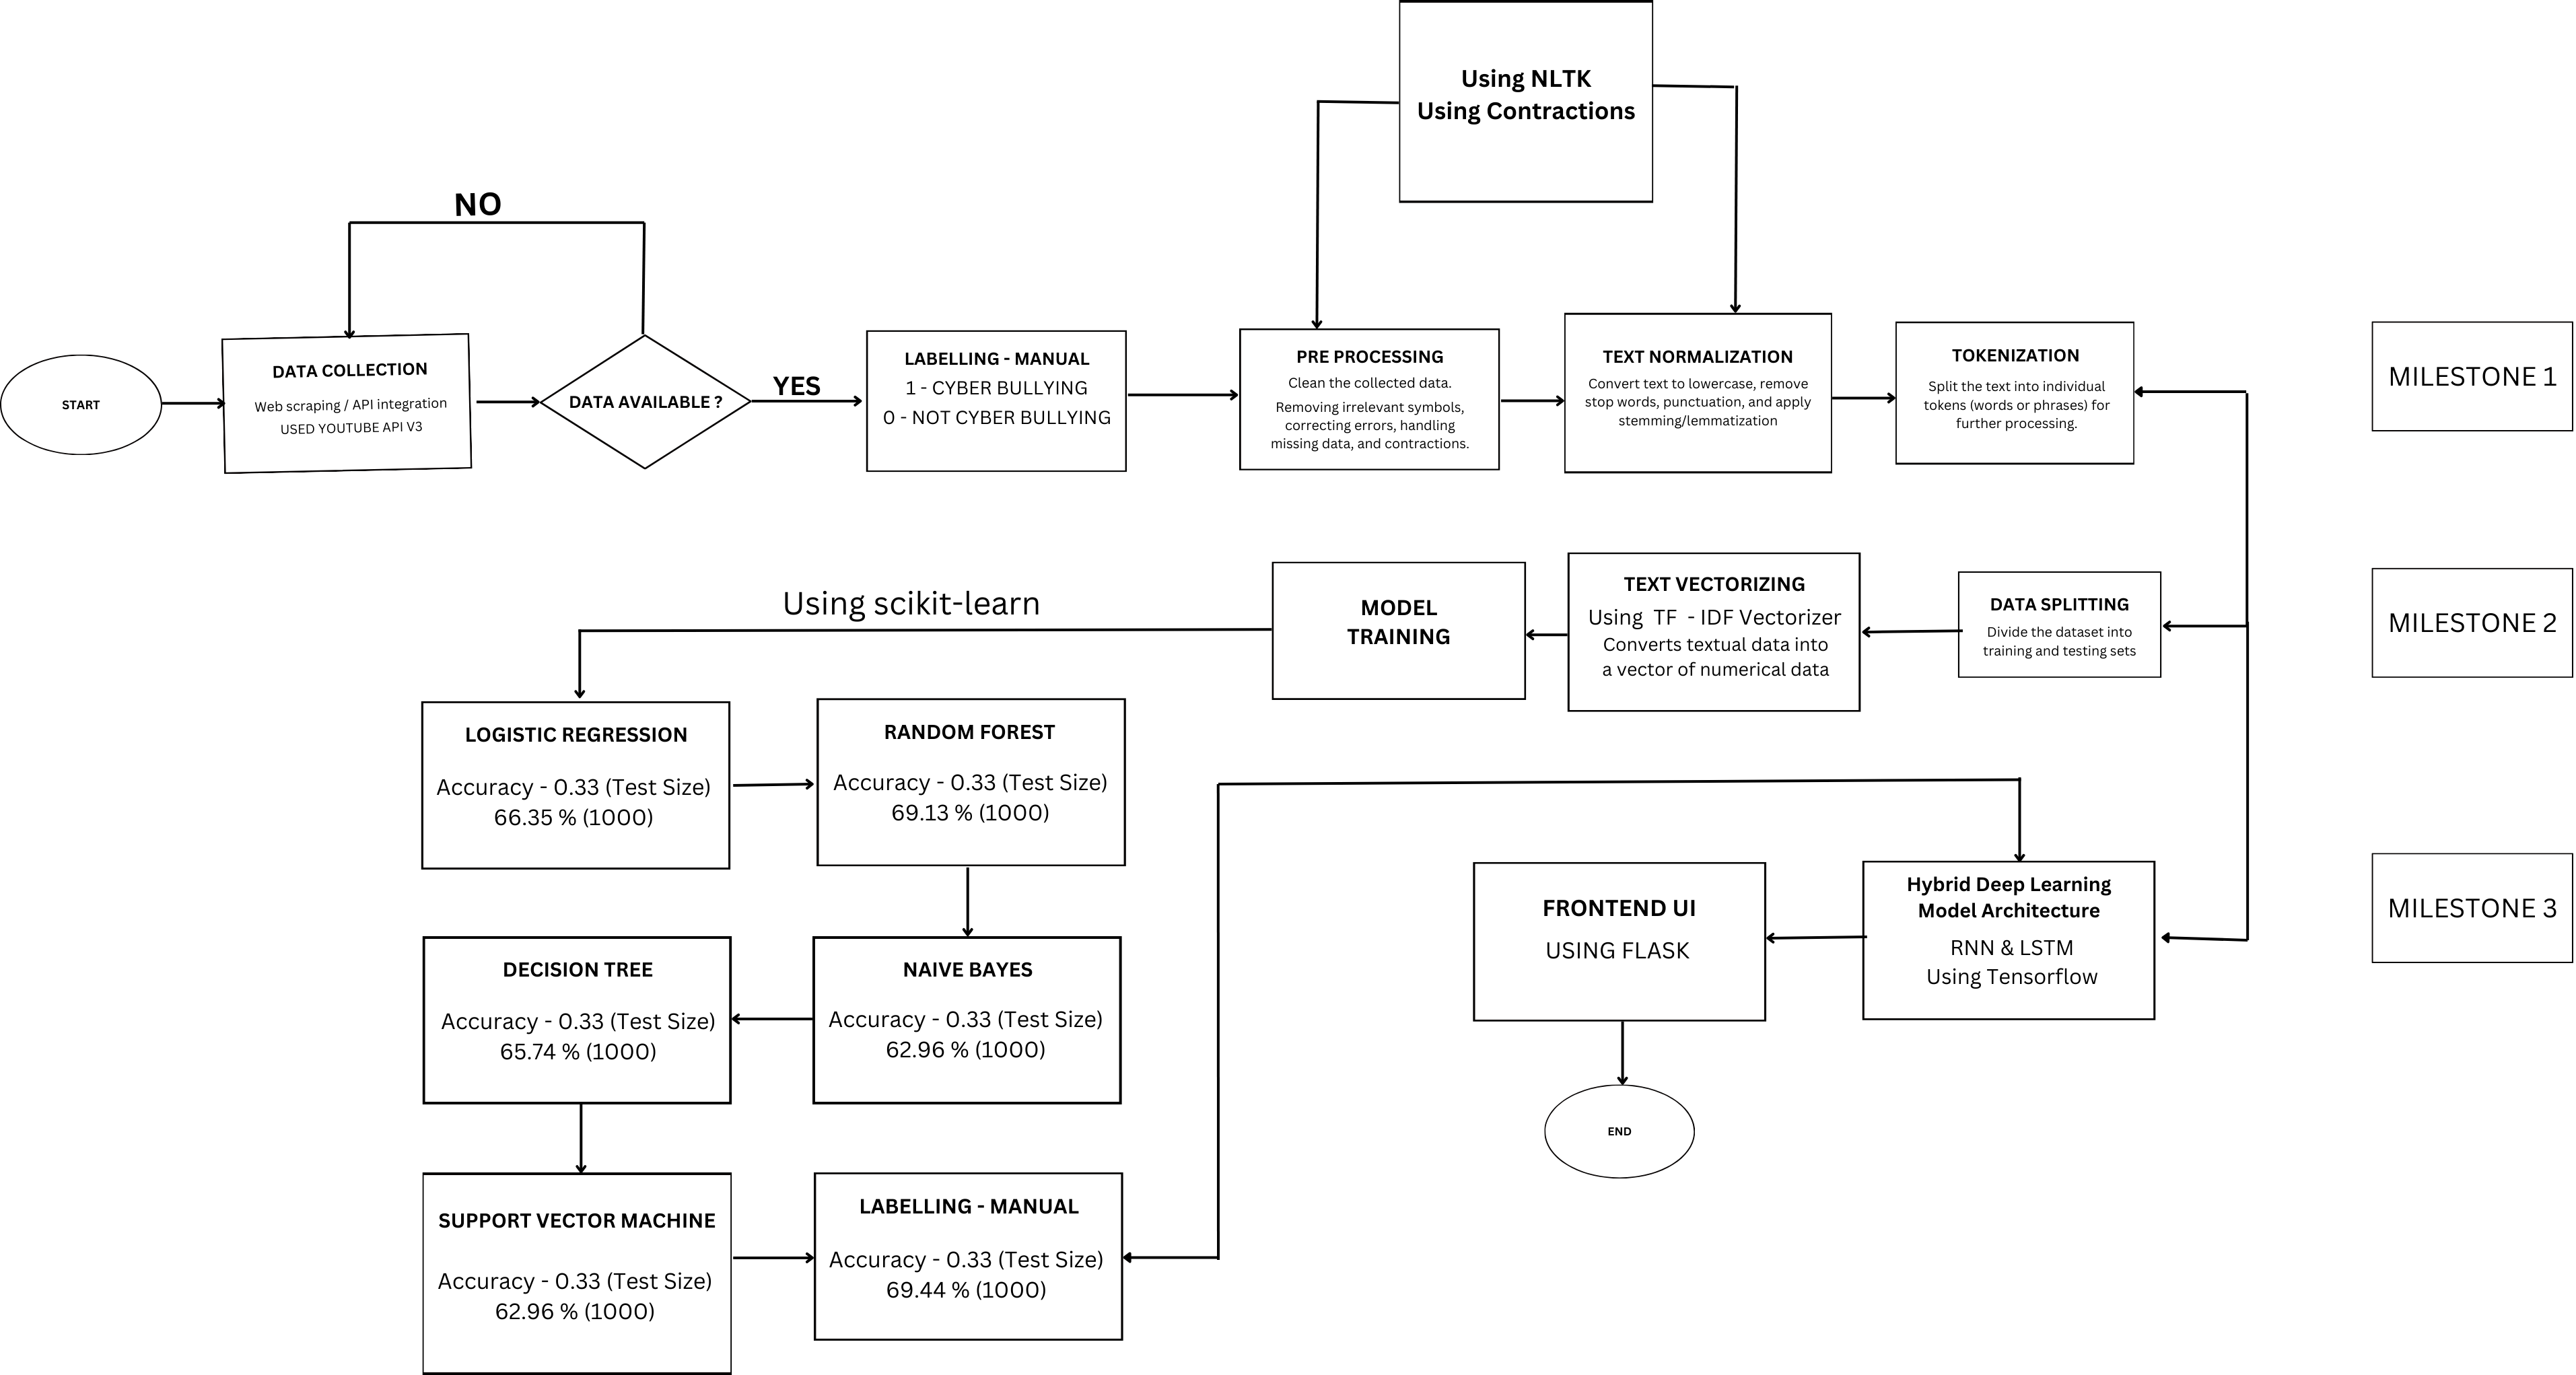 Using NLTK
Using Contractions
NO
START
DATA COLLECTION
Web scraping / API integration
USED YOUTUBE API V3
DATA AVAILABLE ?
YES
LABELLING - MANUAL
1 - CYBER BULLYING
0 - NOT CYBER BULLYING
PRE PROCESSING
Clean the collected data.
Removing irrelevant symbols,
correcting errors, handling
missing data, and contractions.
TEXT NORMALIZATION
Convert text to lowercase, remove
stop words, punctuation, and apply
stemming/lemmatization
TOKENIZATION
Split the text into individual
tokens (words or phrases) for
further processing.
MILESTONE 1
Using scikit-learn
MODEL
TRAINING
TEXT VECTORIZING
Using TF - IDF Vectorizer
Converts textual data into
a vector of numerical data
DATA SPLITTING
Divide the dataset into
training and testing sets
MILESTONE 2
LOGISTIC REGRESSION
Accuracy - 0.33 (Test Size)
66.35 % (1000)
RANDOM FOREST
Accuracy - 0.33 (Test Size)
69.13 % (1000)
DECISION TREE
Accuracy - 0.33 (Test Size)
65.74 % (1000)
NAIVE BAYES
Accuracy - 0.33 (Test Size)
62.96 % (1000)
FRONTEND UI
USING FLASK
Hybrid Deep Learning
Model Architecture
RNN & LSTM
Using Tensorflow
MILESTONE 3
END
SUPPORT VECTOR MACHINE
Accuracy - 0.33 (Test Size)
62.96 % (1000)
LABELLING - MANUAL
Accuracy - 0.33 (Test Size)
69.44 % (1000)